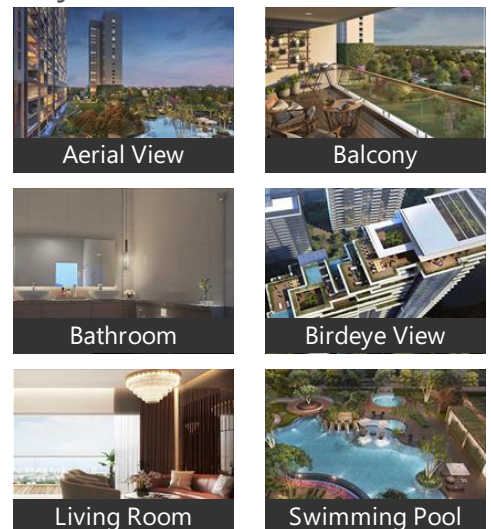 Aerial View
Balcony
Bathroom
Birdeye View
Living Room
Swimming Pool